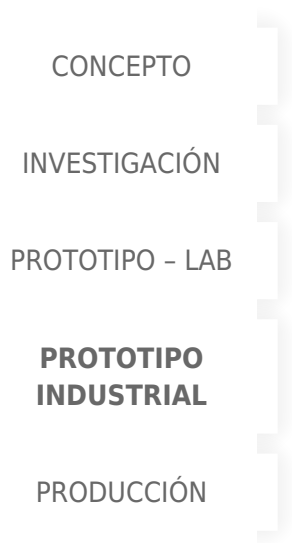 CONCEPTO
INVESTIGACIÓN
PROTOTIPO – LAB
PROTOTIPO
INDUSTRIAL
PRODUCCIÓN